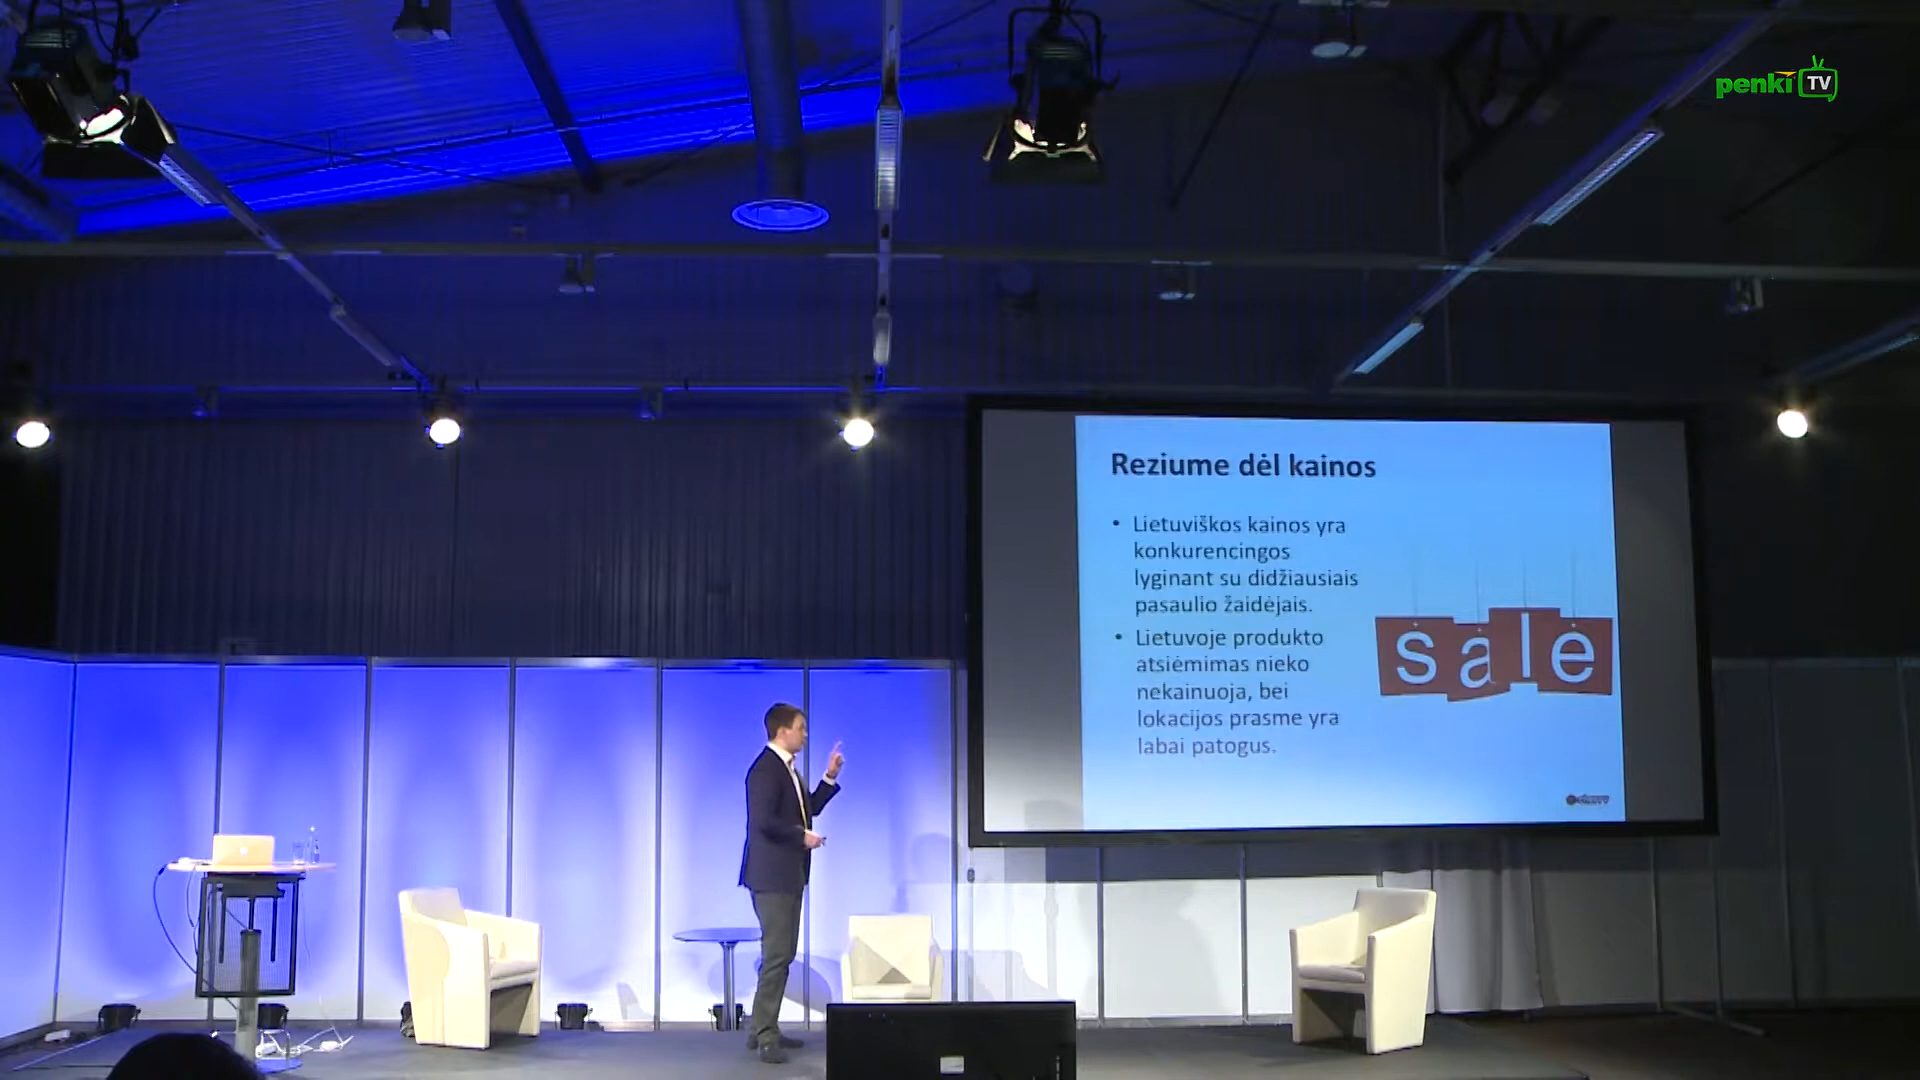 penki TV
Reziume dėl kainos
• Lietuviškos kainos yra
konkurencingos
lyginant su didžiausiais
pasaulio žaidėjais.
• Lietuvoje produkto
atsiėmimas nieko
nekainuoja, bei
lokacijos prasme yra
labai patogus.
sale